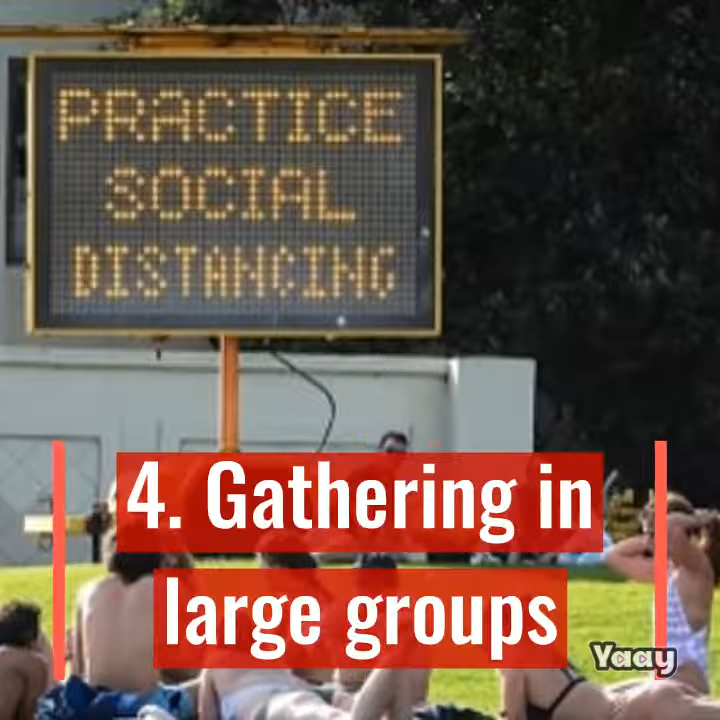 PRACTICE
SOCIAL
DISTANCING
4. Gathering in
large groups
Yaay